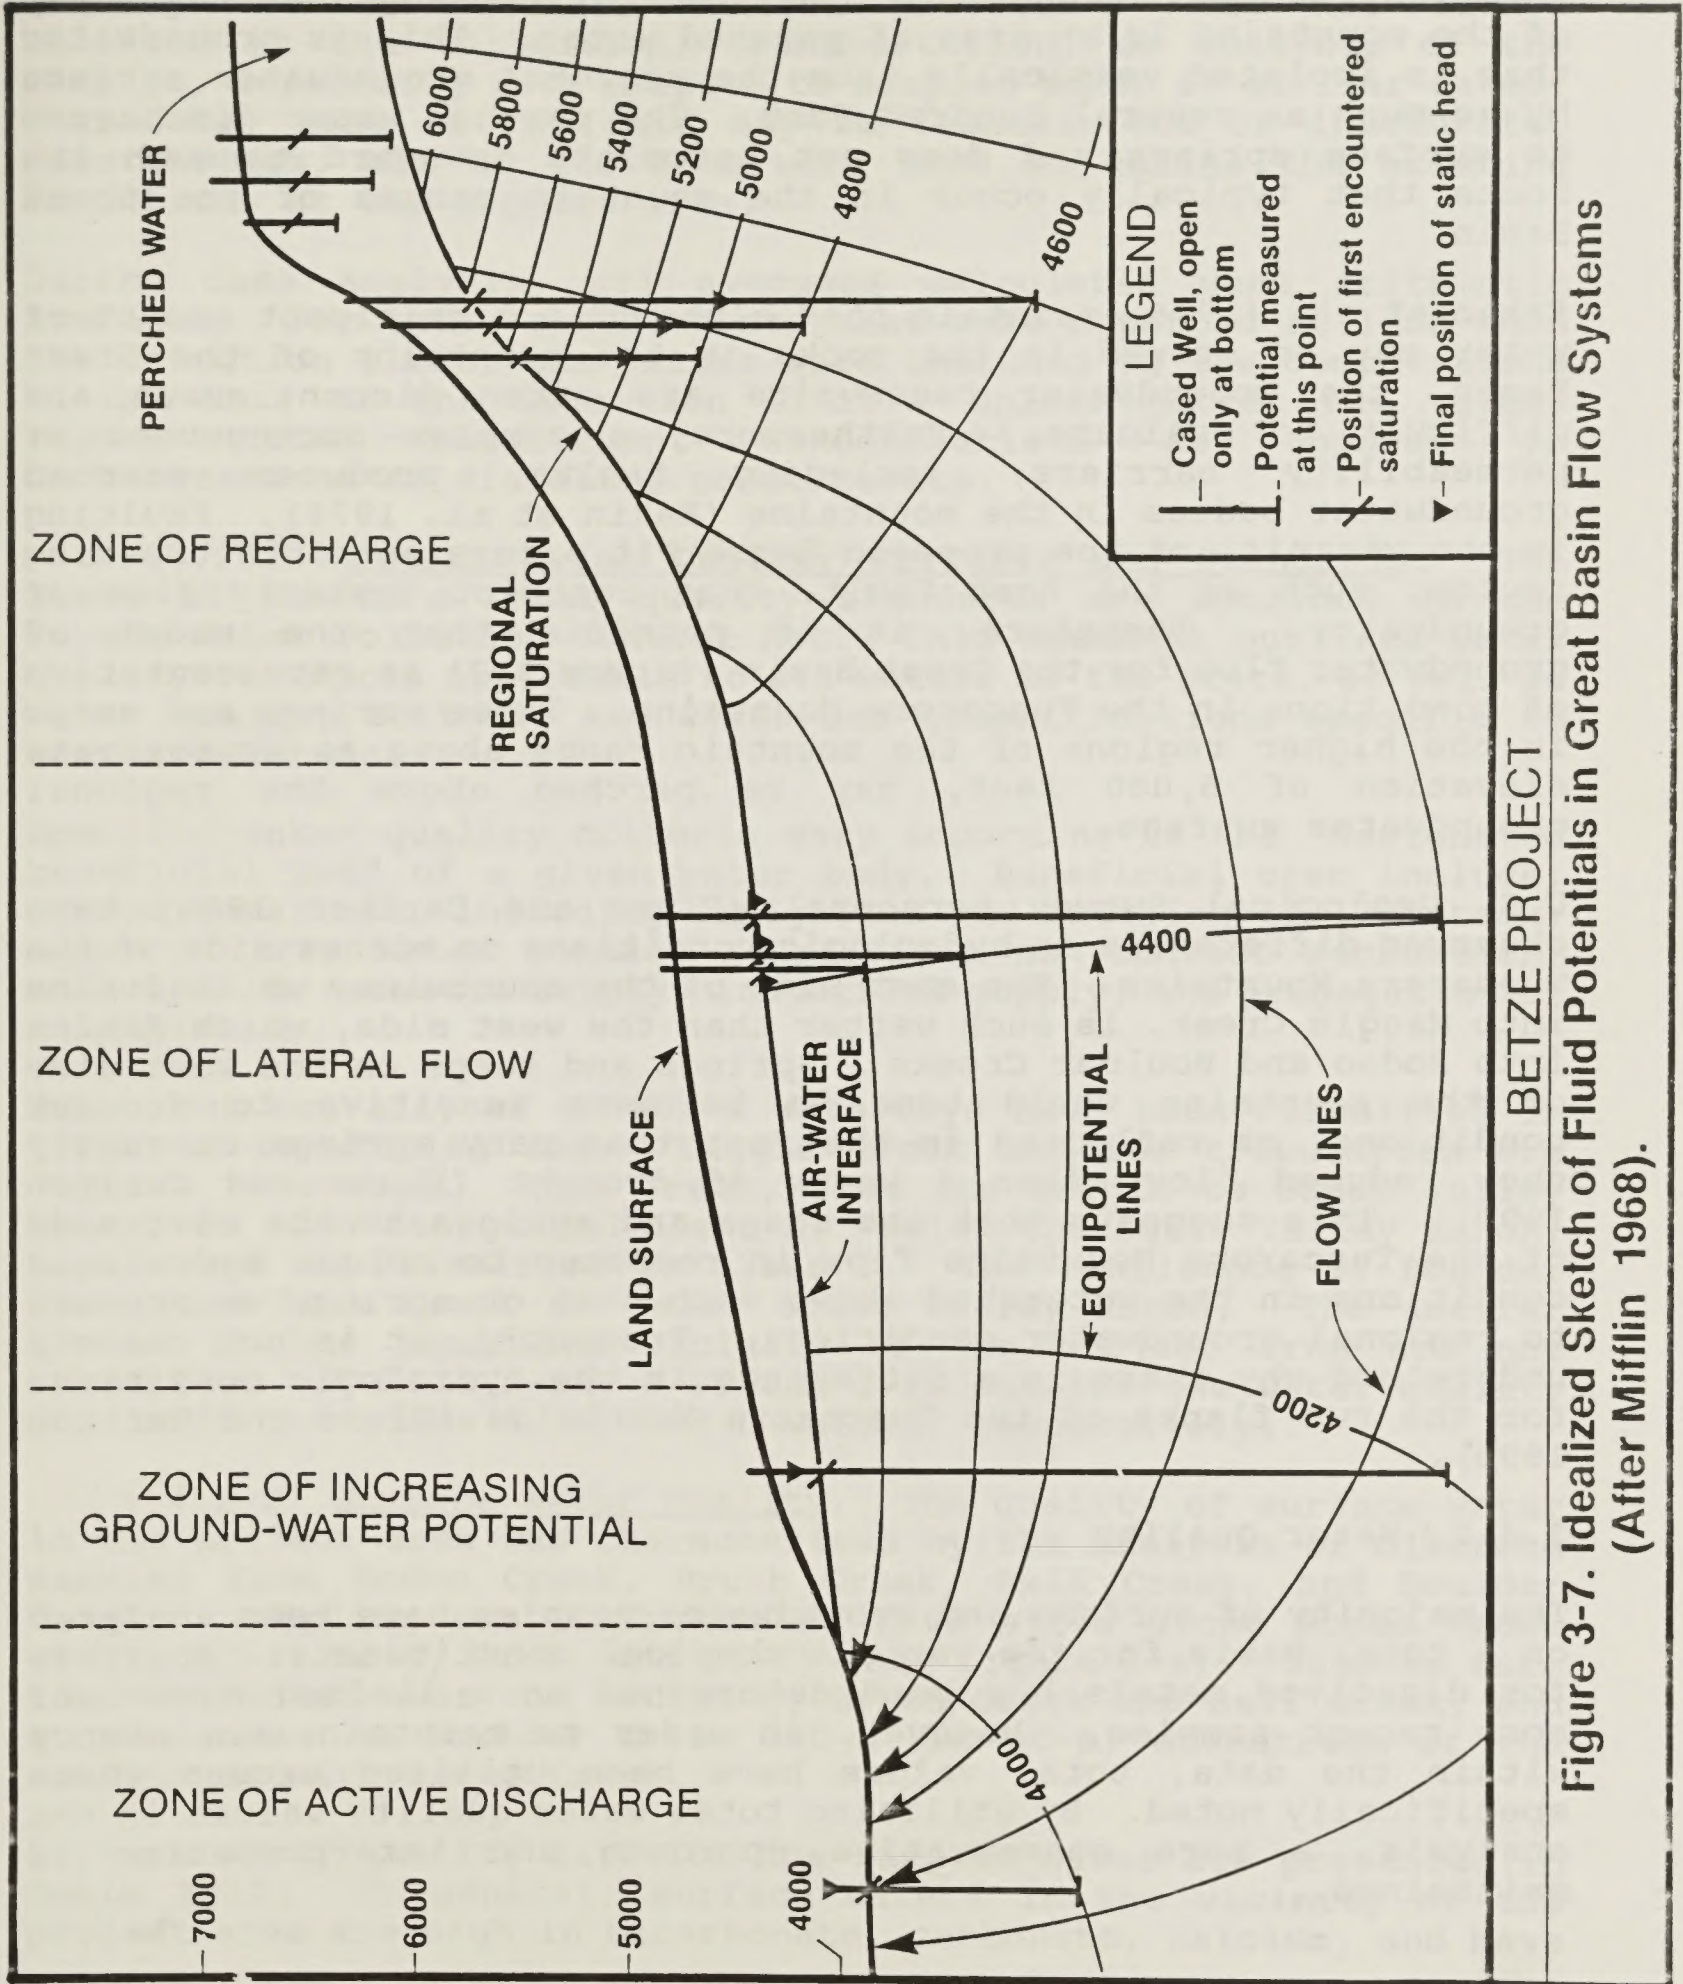 7000
6000
5000
4000
ZONE OF ACTIVE DISCHARGE
ZONE OF INCREASING
GROUND-WATER POTENTIAL
ZONE OF LATERAL FLOW
ZONE OF RECHARGE
PERCHED WATER
REGIONAL
SATURATION
LAND SURFACE
AIR-WATER
INTERFACE
EQUIPOTENTIAL
LINES
FLOW LINES
4000
4200
4400
4600
4800
5000
5200
5400
5600
5800
6000
LEGEND
Cased Well, open
only at bottom
Potential measured
at this point
Position of first encountered
saturation
Final position of static head
BETZE PROJECT
Figure 3-7. Idealized Sketch of Fluid Potentials in Great Basin Flow Systems
(After Mifflin 1968).